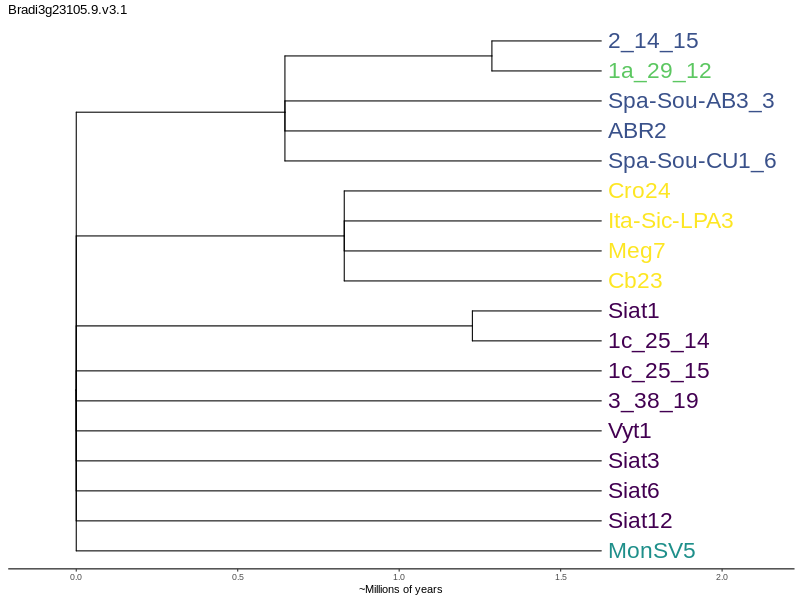 Bradi3g23105.9.v3.1
2_14_15
1a_29_12
Spa-Sou-AB3_3
ABR2
Spa-Sou-CU1_6
Cro24
Ita-Sic-LPA3
Meg7
Cb23
Siat1
1c_25_14
1c_25_15
3_38_19
Vyt1
Siat3
Siat6
Siat12
MonSV5
0.0 0.5 1.0 1.5 2.0
~Millions of years